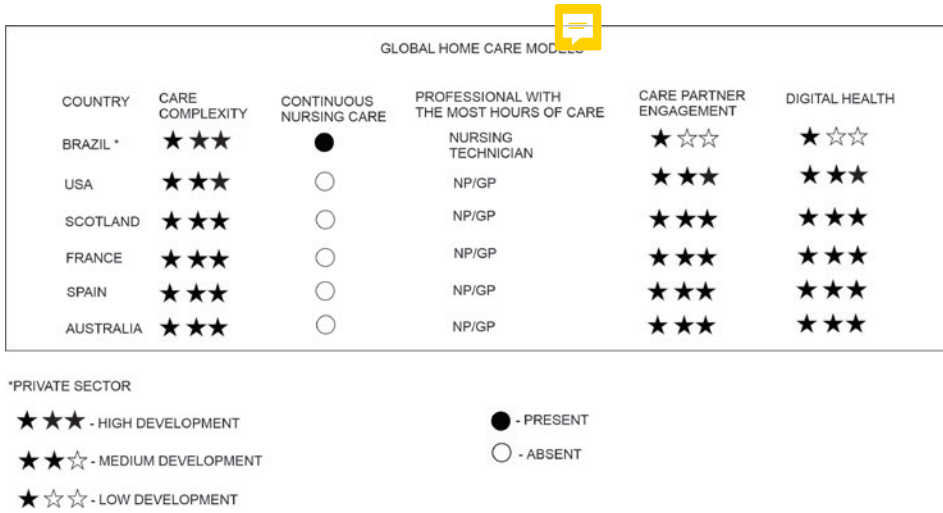 GLOBAL HOME CARE MODELS
COUNTRY CARE COMPLEXITY CONTINUOUS NURSING CARE PROFESSIONAL WITH THE MOST HOURS OF CARE CARE PARTNER ENGAGEMENT DIGITAL HEALTH
BRAZIL * ★★★ ● NURSING TECHNICIAN ★☆☆ ★☆☆
USA ★★★ ○ NP/GP ★★★ ★★★
SCOTLAND ★★★ ○ NP/GP ★★★ ★★★
FRANCE ★★★ ○ NP/GP ★★★ ★★★
SPAIN ★★★ ○ NP/GP ★★★ ★★★
AUSTRALIA ★★★ ○ NP/GP ★★★ ★★★
*PRIVATE SECTOR
★★★ - HIGH DEVELOPMENT ● - PRESENT
★★☆ - MEDIUM DEVELOPMENT ○ - ABSENT
★☆☆ - LOW DEVELOPMENT